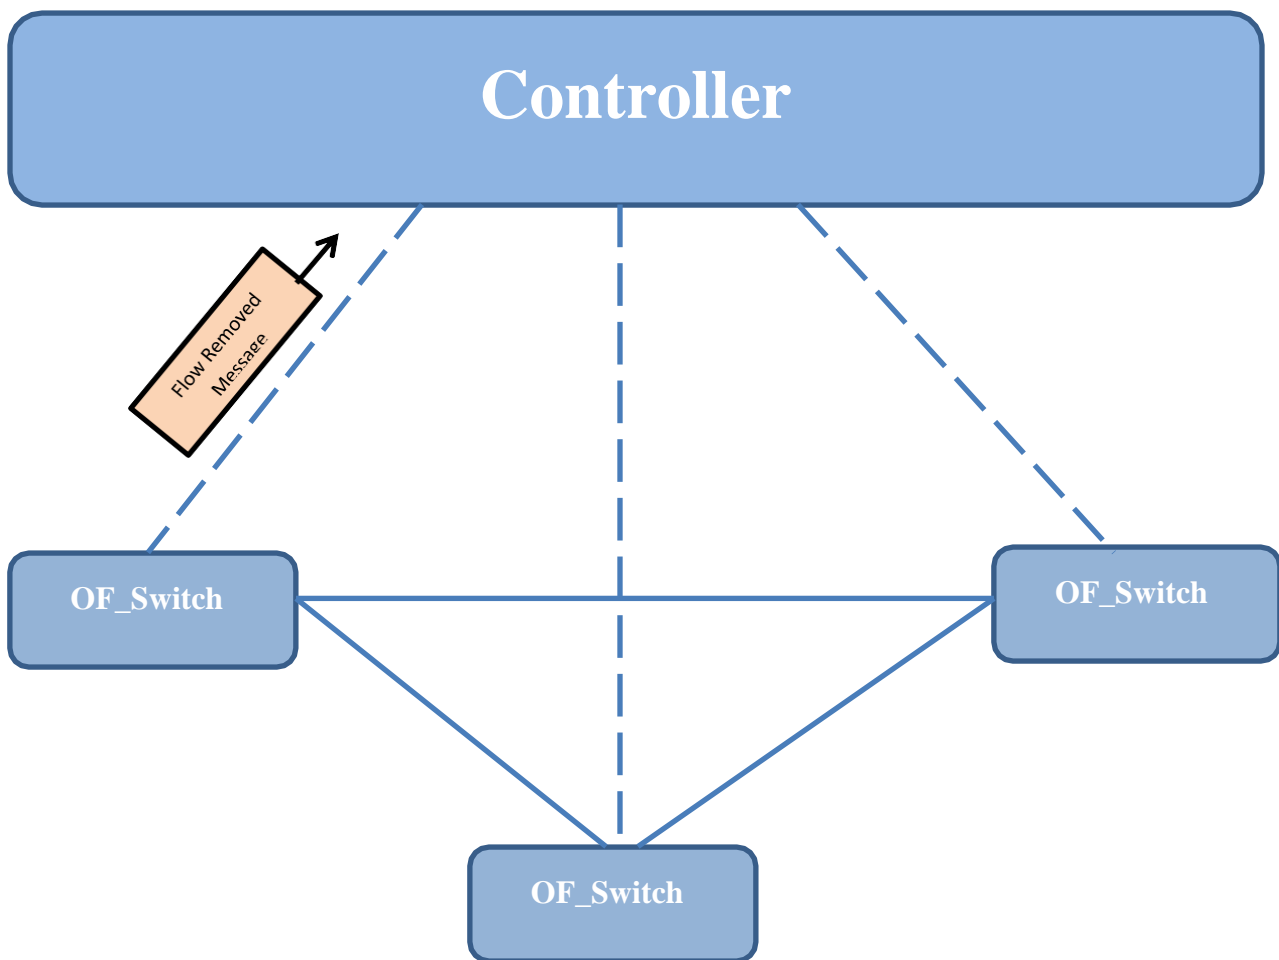 Controller
Flow Removed
Message
OF_Switch
OF_Switch
OF_Switch